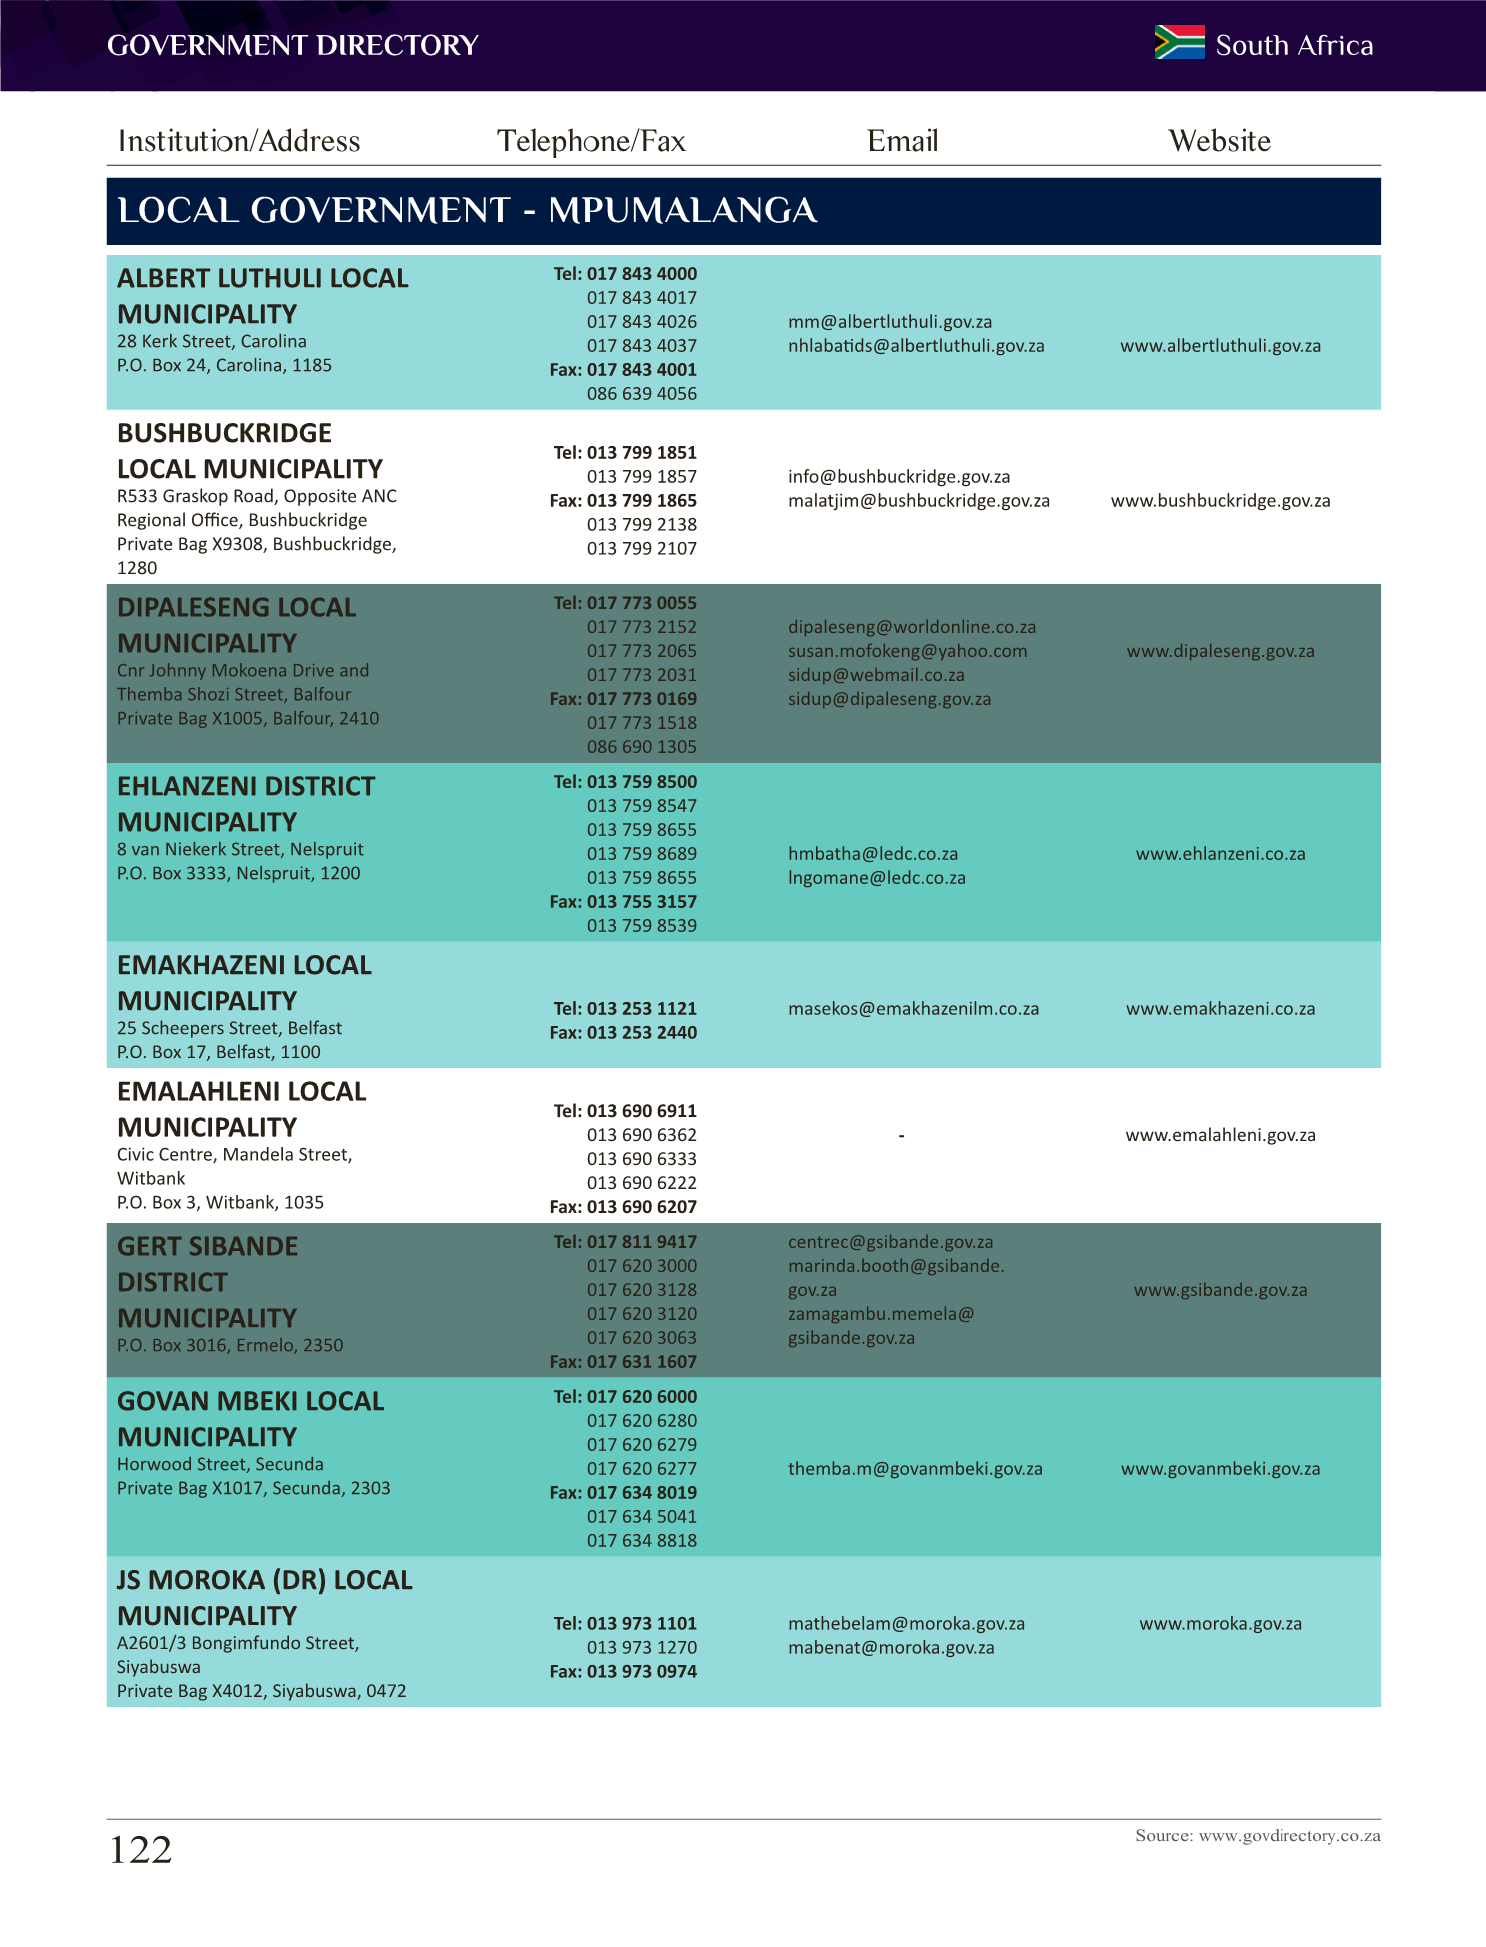 GOVERNMENT DIRECTORY
South Africa
Institution/Address
Telephone/Fax
Email
Website
LOCAL GOVERNMENT - MPUMALANGA
ALBERT LUTHULI LOCAL
MUNICIPALITY
28 Kerk Street, Carolina
P.O. Box 24, Carolina, 1185
Tel: 017 843 4000
017 843 4017
017 843 4026
017 843 4037
Fax: 017 843 4001
086 639 4056
mm@albertluthuli.gov.za
nhlabatids@albertluthuli.gov.za
www.albertluthuli.gov.za
BUSHBUCKRIDGE
LOCAL MUNICIPALITY
R533 Graskop Road, Opposite ANC
Regional Office, Bushbuckridge
Private Bag X9308, Bushbuckridge,
1280
Tel: 013 799 1851
013 799 1857
Fax: 013 799 1865
013 799 2138
013 799 2107
info@bushbuckridge.gov.za
malatjim@bushbuckridge.gov.za
www.bushbuckridge.gov.za
DIPALESENG LOCAL
MUNICIPALITY
Cnr Johnny Mokoena Drive and
Themba Shozi Street, Balfour
Private Bag X1005, Balfour, 2410
Tel: 017 773 0055
017 773 2152
017 773 2065
017 773 2031
Fax: 017 773 0169
017 773 1518
086 690 1305
dipaleseng@worldonline.co.za
susan.mofokeng@yahoo.com
sidup@webmail.co.za
sidup@dipaleseng.gov.za
www.dipaleseng.gov.za
EHLANZENI DISTRICT
MUNICIPALITY
8 van Niekerk Street, Nelspruit
P.O. Box 3333, Nelspruit, 1200
Tel: 013 759 8500
013 759 8547
013 759 8655
013 759 8689
013 759 8655
Fax: 013 755 3157
013 759 8539
hmbatha@ledc.co.za
lngomane@ledc.co.za
www.ehlanzeni.co.za
EMAKHAZENI LOCAL
MUNICIPALITY
25 Scheepers Street, Belfast
P.O. Box 17, Belfast, 1100
Tel: 013 253 1121
Fax: 013 253 2440
masekos@emakhazenilm.co.za
www.emakhazeni.co.za
EMALAHLENI LOCAL
MUNICIPALITY
Civic Centre, Mandela Street,
Witbank
P.O. Box 3, Witbank, 1035
Tel: 013 690 6911
013 690 6362
013 690 6333
013 690 6222
Fax: 013 690 6207
-
www.emalahleni.gov.za
GERT SIBANDE
DISTRICT
MUNICIPALITY
P.O. Box 3016, Ermelo, 2350
Tel: 017 811 9417
017 620 3000
017 620 3128
017 620 3120
017 620 3063
Fax: 017 631 1607
centrec@gsibande.gov.za
marinda.booth@gsibande.
gov.za
zamagambu.memela@
gsibande.gov.za
www.gsibande.gov.za
GOVAN MBEKI LOCAL
MUNICIPALITY
Horwood Street, Secunda
Private Bag X1017, Secunda, 2303
Tel: 017 620 6000
017 620 6280
017 620 6279
017 620 6277
Fax: 017 634 8019
017 634 5041
017 634 8818
themba.m@govanmbeki.gov.za
www.govanmbeki.gov.za
JS MOROKA (DR) LOCAL
MUNICIPALITY
A2601/3 Bongimfundo Street,
Siyabuswa
Private Bag X4012, Siyabuswa, 0472
Tel: 013 973 1101
013 973 1270
Fax: 013 973 0974
mathebelam@moroka.gov.za
mabenat@moroka.gov.za
www.moroka.gov.za
122
Source: www.govdirectory.co.za